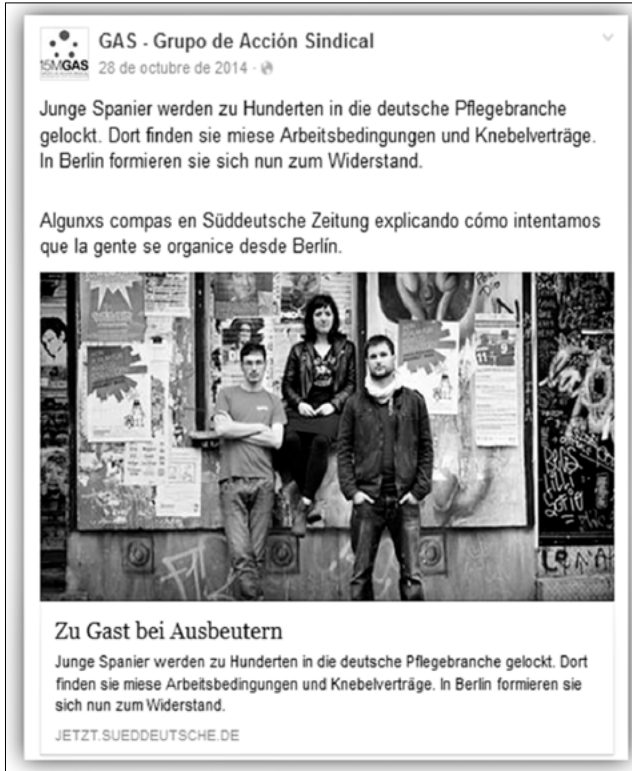 15MGAS
GAS - Grupo de Acción Sindical
28 de octubre de 2014 ·
Junge Spanier werden zu Hunderten in die deutsche Pflegebranche
gelockt. Dort finden sie miese Arbeitsbedingungen und Knebelverträge.
In Berlin formieren sie sich nun zum Widerstand.
Algunxs compas en Süddeutsche Zeitung explicando cómo intentamos
que la gente se organice desde Berlín.
Zu Gast bei Ausbeutern
Junge Spanier werden zu Hunderten in die deutsche Pflegebranche gelockt. Dort
finden sie miese Arbeitsbedingungen und Knebelverträge. In Berlin formieren sie
sich nun zum Widerstand.
JETZT.SUEDDEUTSCHE.DE